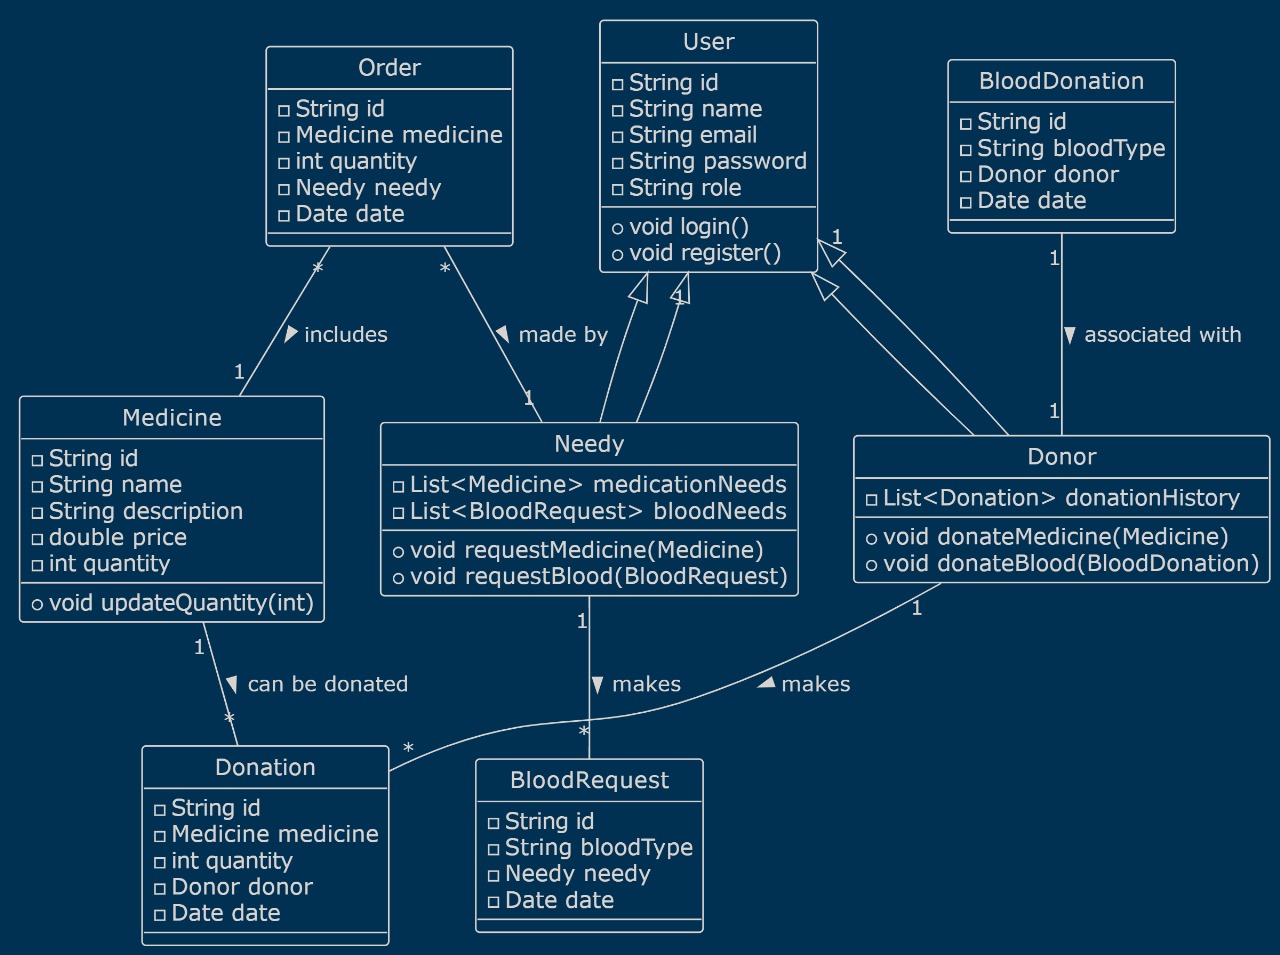 Order
String id
Medicine medicine
int quantity
Needy needy
Date date
User
String id
String name
String email
String password
String role
void login()
void register()
BloodDonation
String id
String bloodType
Donor donor
Date date
*
*
1
1
1
includes
made by
associated with
1
1
1
Medicine
String id
String name
String description
double price
int quantity
void updateQuantity(int)
Needy
List<Medicine> medicationNeeds
List<BloodRequest> bloodNeeds
void requestMedicine(Medicine)
void requestBlood(BloodRequest)
Donor
List<Donation> donationHistory
void donateMedicine(Medicine)
void donateBlood(BloodDonation)
1
1
1
can be donated
makes
makes
*
*
*
Donation
String id
Medicine medicine
int quantity
Donor donor
Date date
BloodRequest
String id
String bloodType
Needy needy
Date date